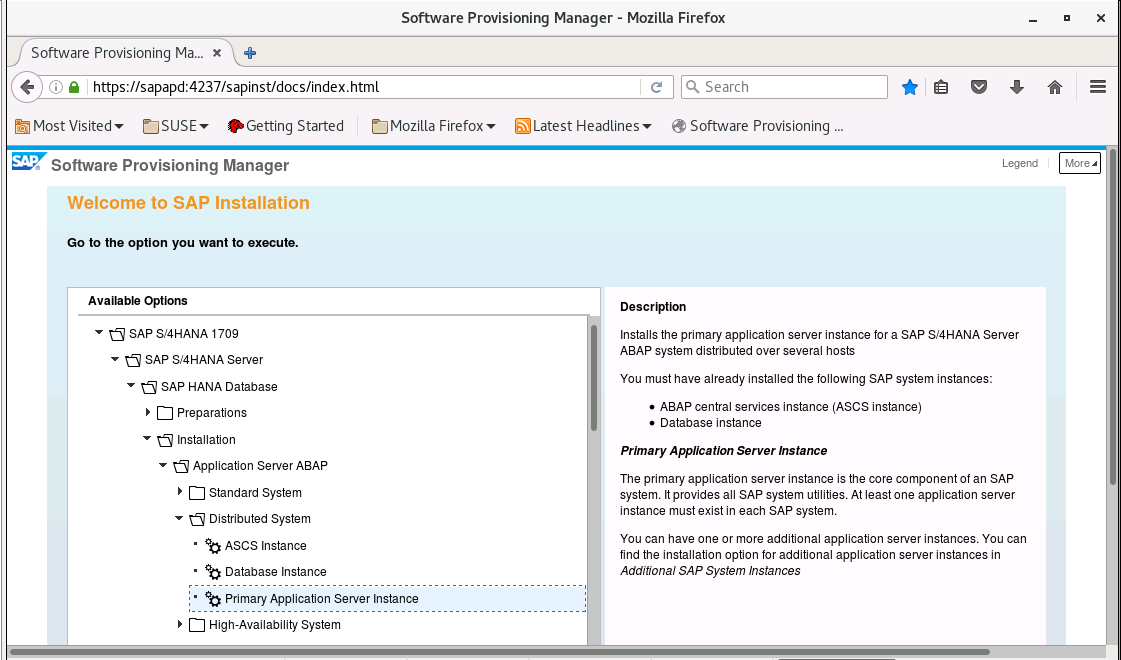 Software Provisioning Manager - Mozilla Firefox
Software Provisioning Ma...
https://sapapd:4237/sapinst/docs/index.html
Search
Most Visited
SUSE
Getting Started
Mozilla Firefox
Latest Headlines
Software Provisioning ...
SAP
Software Provisioning Manager
Legend
More
Welcome to SAP Installation
Go to the option you want to execute.
Available Options
SAP S/4HANA 1709
SAP S/4HANA Server
SAP HANA Database
Preparations
Installation
Application Server ABAP
Standard System
Distributed System
ASCS Instance
Database Instance
Primary Application Server Instance
High-Availability System
Description
Installs the primary application server instance for a SAP S/4HANA Server
ABAP system distributed over several hosts
You must have already installed the following SAP system instances:
• ABAP central services instance (ASCS instance)
• Database instance
Primary Application Server Instance
The primary application server instance is the core component of an SAP
system. It provides all SAP system utilities. At least one application server
instance must exist in each SAP system.
You can have one or more additional application server instances. You can
find the installation option for additional application server instances in
Additional SAP System Instances